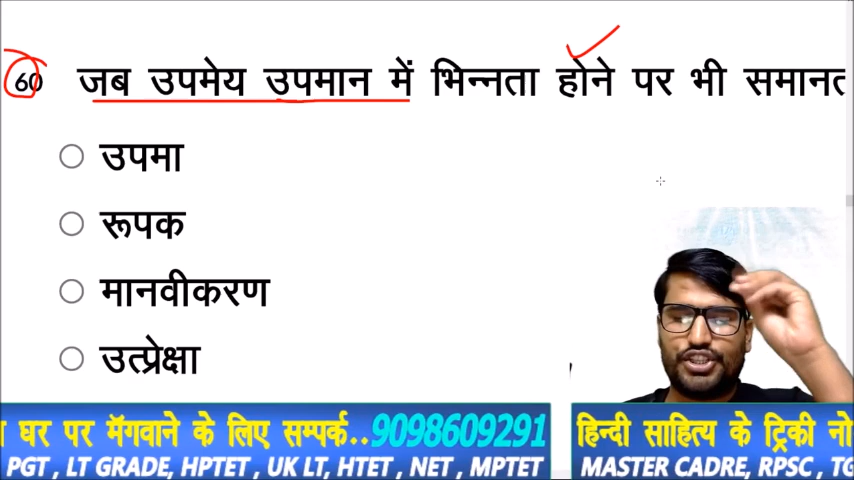 60 जब उपमेय उपमान में भिन्नता होने पर भी समानत
उपमा
रूपक
मानवीकरण
उत्प्रेक्षा
घर पर मॅगवाने के लिए सम्पर्क..9098609291
हिन्दी साहित्य के ट्रिकी नो
PGT , LT GRADE, HPTET , UK LT, HTET , NET , MPTET
MASTER CADRE, RPSC , TG